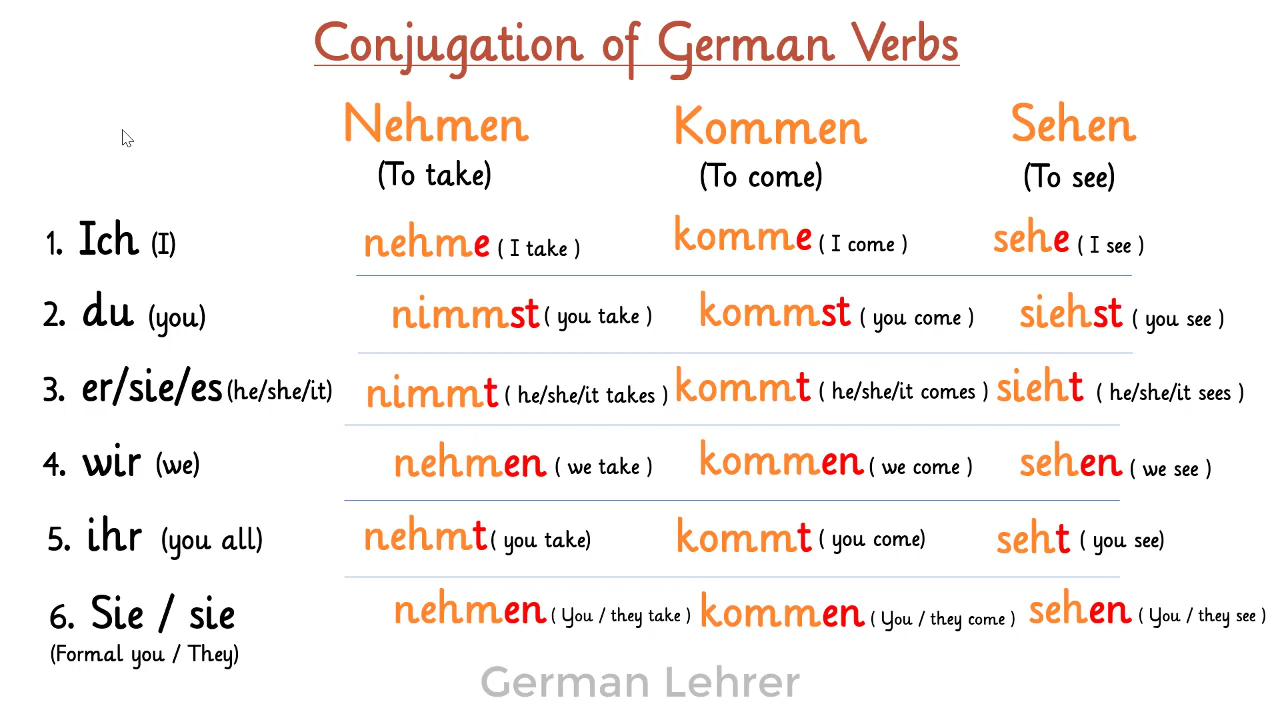 Conjugation of German Verbs
Nehmen Kommen Sehen
(To take) (To come) (To see)
1. Ich (I) nehme ( I take ) komme ( I come ) sehe ( I see )
2. du (you) nimmst ( you take ) kommst ( you come ) siehst ( you see )
3. er/sie/es (he/she/it) nimmt ( he/she/it takes ) kommt ( he/she/it comes ) sieht ( he/she/it sees )
4. wir (we) nehmen ( we take ) kommen ( we come ) sehen ( we see )
5. ihr (you all) nehmt ( you take) kommt ( you come) seht ( you see)
6. Sie / sie nehmen ( You / they take ) kommen ( You / they come ) sehen ( You / they see )
(Formal you / They)
German Lehrer